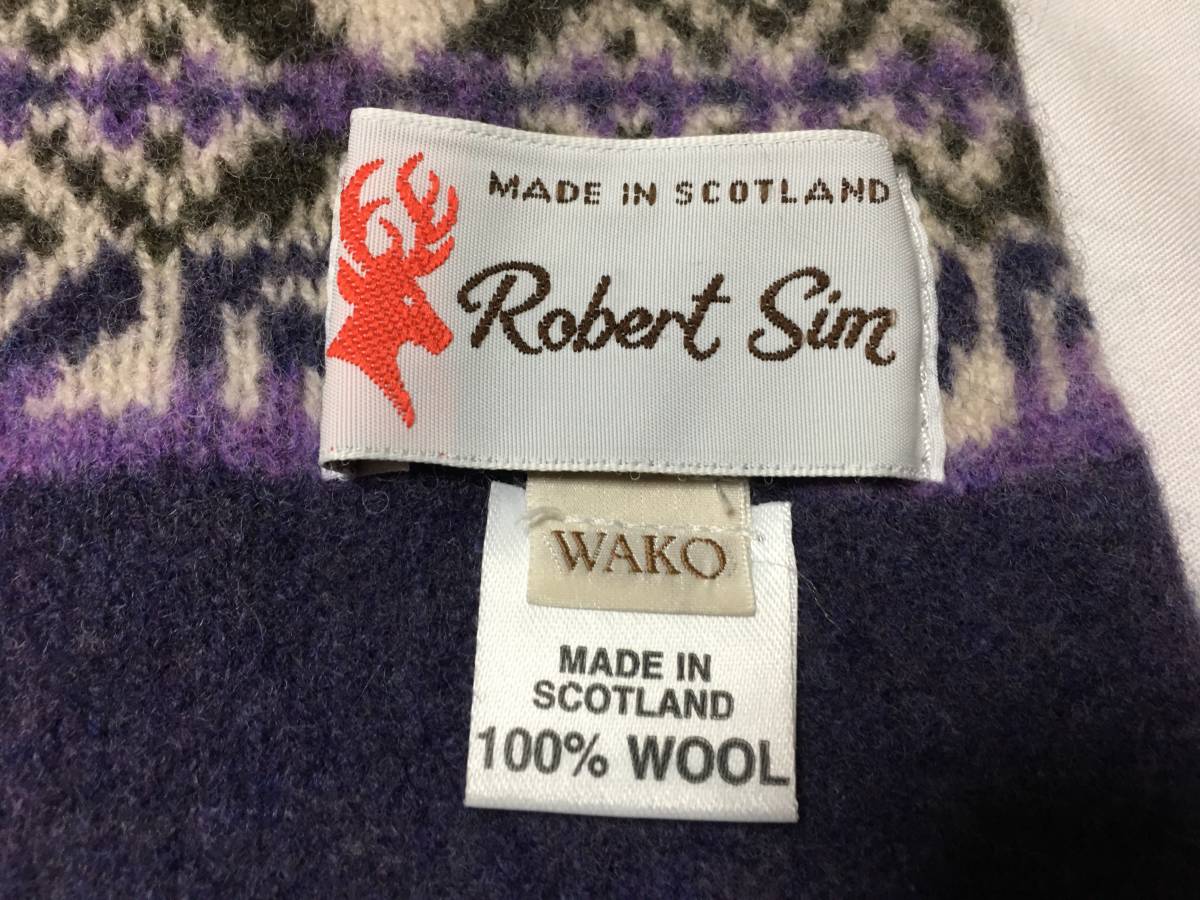 MADE IN SCOTLAND
Robert Sim
WAKO
MADE IN
SCOTLAND
100% WOOL